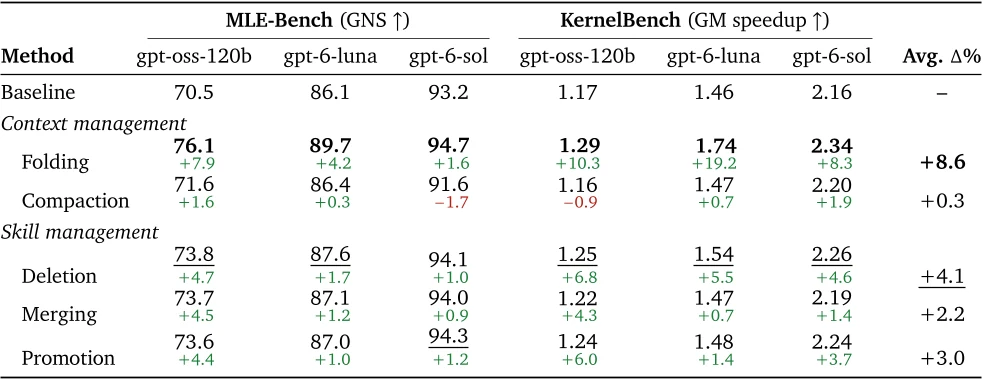 MLE-Bench (GNS ↑) KernelBench (GM speedup ↑)
Method gpt-oss-120b gpt-6-luna gpt-6-sol gpt-oss-120b gpt-6-luna gpt-6-sol Avg. Δ%
Baseline 70.5 86.1 93.2 1.17 1.46 2.16 –
Context management
76.1 89.7 94.7 1.29 1.74 2.34
Folding +7.9 +4.2 +1.6 +10.3 +19.2 +8.3 +8.6
71.6 86.4 91.6 1.16 1.47 2.20
Compaction +1.6 +0.3 −1.7 −0.9 +0.7 +1.9 +0.3
Skill management
73.8 87.6 94.1 1.25 1.54 2.26
Deletion +4.7 +1.7 +1.0 +6.8 +5.5 +4.6 +4.1
73.7 87.1 94.0 1.22 1.47 2.19
Merging +4.5 +1.2 +0.9 +4.3 +0.7 +1.4 +2.2
73.6 87.0 94.3 1.24 1.48 2.24
Promotion +4.4 +1.0 +1.2 +6.0 +1.4 +3.7 +3.0